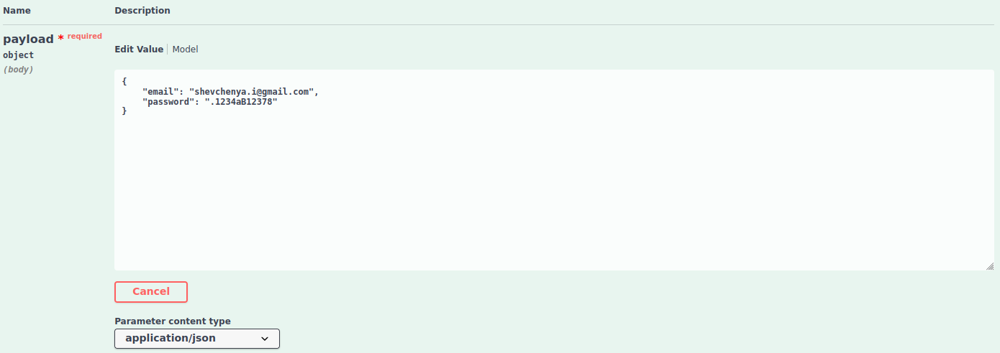 Name Description
payload * required
object
(body)
Edit Value | Model
{
    "email": "shevchenya.i@gmail.com",
    "password": ".1234aB12378"
}
Cancel
Parameter content type
application/json